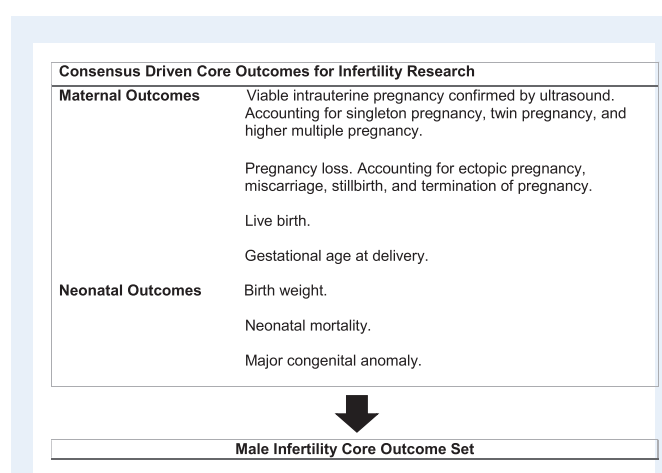 Consensus Driven Core Outcomes for Infertility Research
Maternal Outcomes Viable intrauterine pregnancy confirmed by ultrasound.
Accounting for singleton pregnancy, twin pregnancy, and
higher multiple pregnancy.
Pregnancy loss. Accounting for ectopic pregnancy,
miscarriage, stillbirth, and termination of pregnancy.
Live birth.
Gestational age at delivery.
Neonatal Outcomes Birth weight.
Neonatal mortality.
Major congenital anomaly.
Male Infertility Core Outcome Set